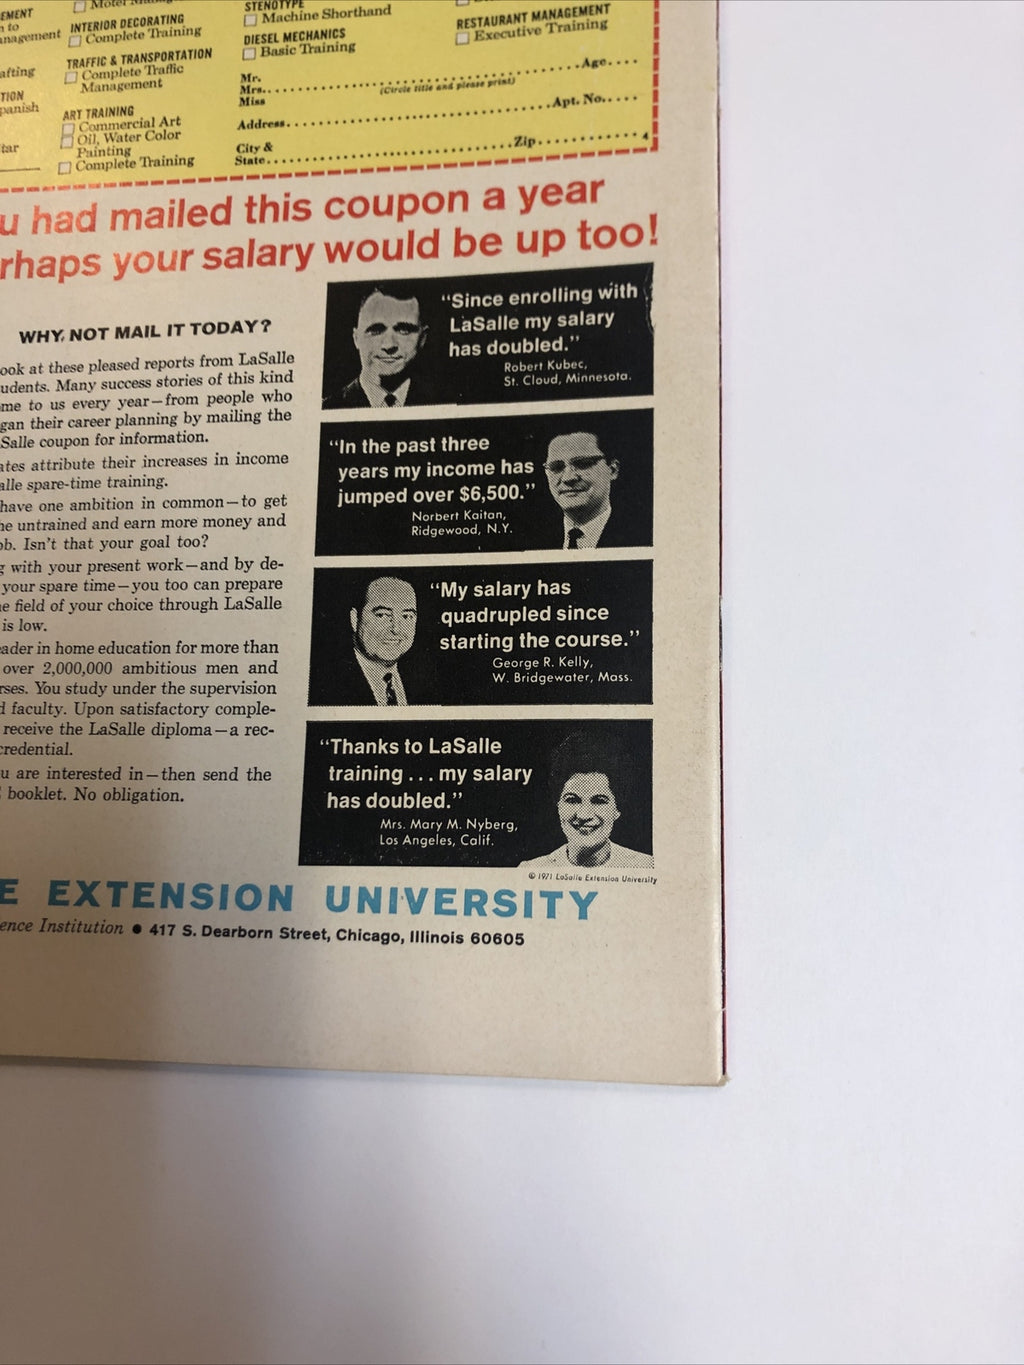 Motel
INTERIOR DECORATING
Complete Training
TRAFFIC & TRANSPORTATION
Complete Traffic
Management
ART TRAINING
Commercial Art
Oil, Water Color
Painting
Complete Training
EMENT
n to
anagement
afting
TION
panish
tar
STENOTYPE
Machine Shorthand
DIESEL MECHANICS
Basic Training
RESTAURANT MANAGEMENT
Executive Training
Mr.
Mrs. Age
Miss
(Circle title and please print)
Address Apt. No.
City &
State Zip 4
u had mailed this coupon a year
rhaps your salary would be up too!
WHY NOT MAIL IT TODAY?
ook at these pleased reports from LaSalle
udents. Many success stories of this kind
me to us every year—from people who
gan their career planning by mailing the
Salle coupon for information.
ates attribute their increases in income
alle spare-time training.
have one ambition in common—to get
he untrained and earn more money and
ob. Isn't that your goal too?
g with your present work—and by de-
your spare time—you too can prepare
e field of your choice through LaSalle
is low.
ader in home education for more than
over 2,000,000 ambitious men and
rses. You study under the supervision
d faculty. Upon satisfactory comple-
receive the LaSalle diploma—a rec-
credential.
u are interested in—then send the
booklet. No obligation.
"Since enrolling with
LaSalle my salary
has doubled."
Robert Kubec,
St. Cloud, Minnesota.
"In the past three
years my income has
jumped over $6,500."
Norbert Kaitan,
Ridgewood, N.Y.
"My salary has
quadrupled since
starting the course."
George R. Kelly,
W. Bridgewater, Mass.
"Thanks to LaSalle
training ... my salary
has doubled."
Mrs. Mary M. Nyberg,
Los Angeles, Calif.
© 1971 LaSalle Extension University
E EXTENSION UNIVERSITY
ence Institution ● 417 S. Dearborn Street, Chicago, Illinois 60605